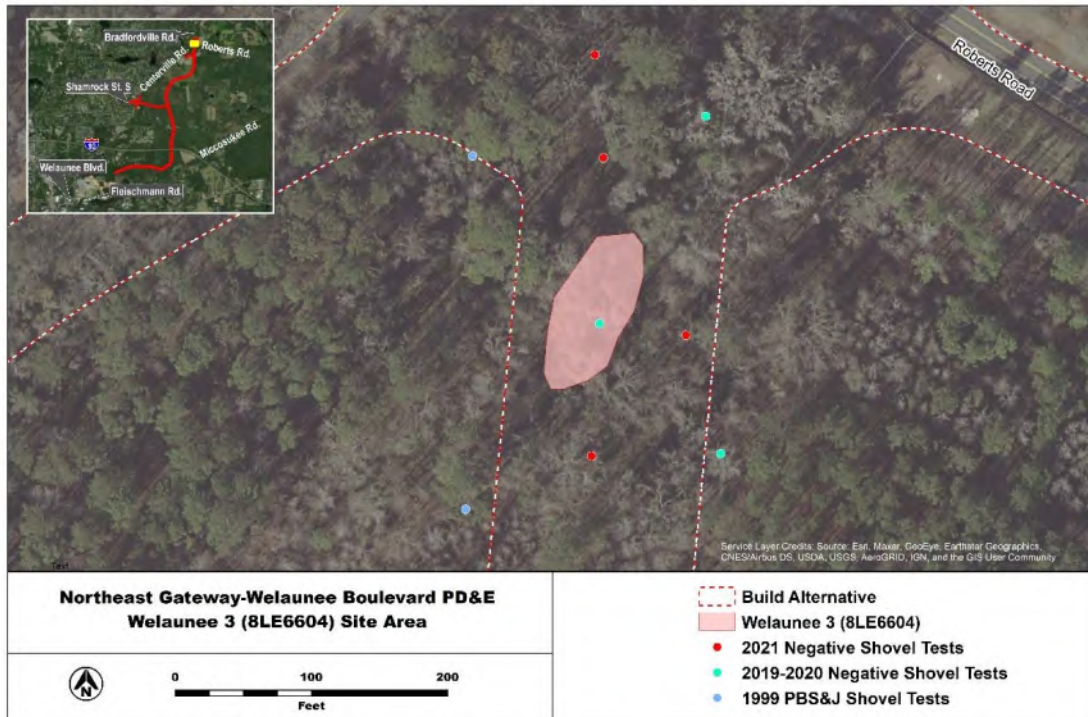 Bradfordville Rd.
Roberts Rd.
Centerville Rd.
Shamrock St. S
Miccosukee Rd.
Welaunee Blvd.
Fleischmann Rd.
Roberts Road
Service Layer Credits: Source: Esri, Maxar, GeoEye, Earthstar Geographics,
CNES/Airbus DS, USDA, USGS, AeroGRID, IGN, and the GIS User Community
Text
Northeast Gateway-Welaunee Boulevard PD&E
Welaunee 3 (8LE6604) Site Area
N
0 100 200
Feet
Build Alternative
Welaunee 3 (8LE6604)
2021 Negative Shovel Tests
2019-2020 Negative Shovel Tests
1999 PBS&J Shovel Tests